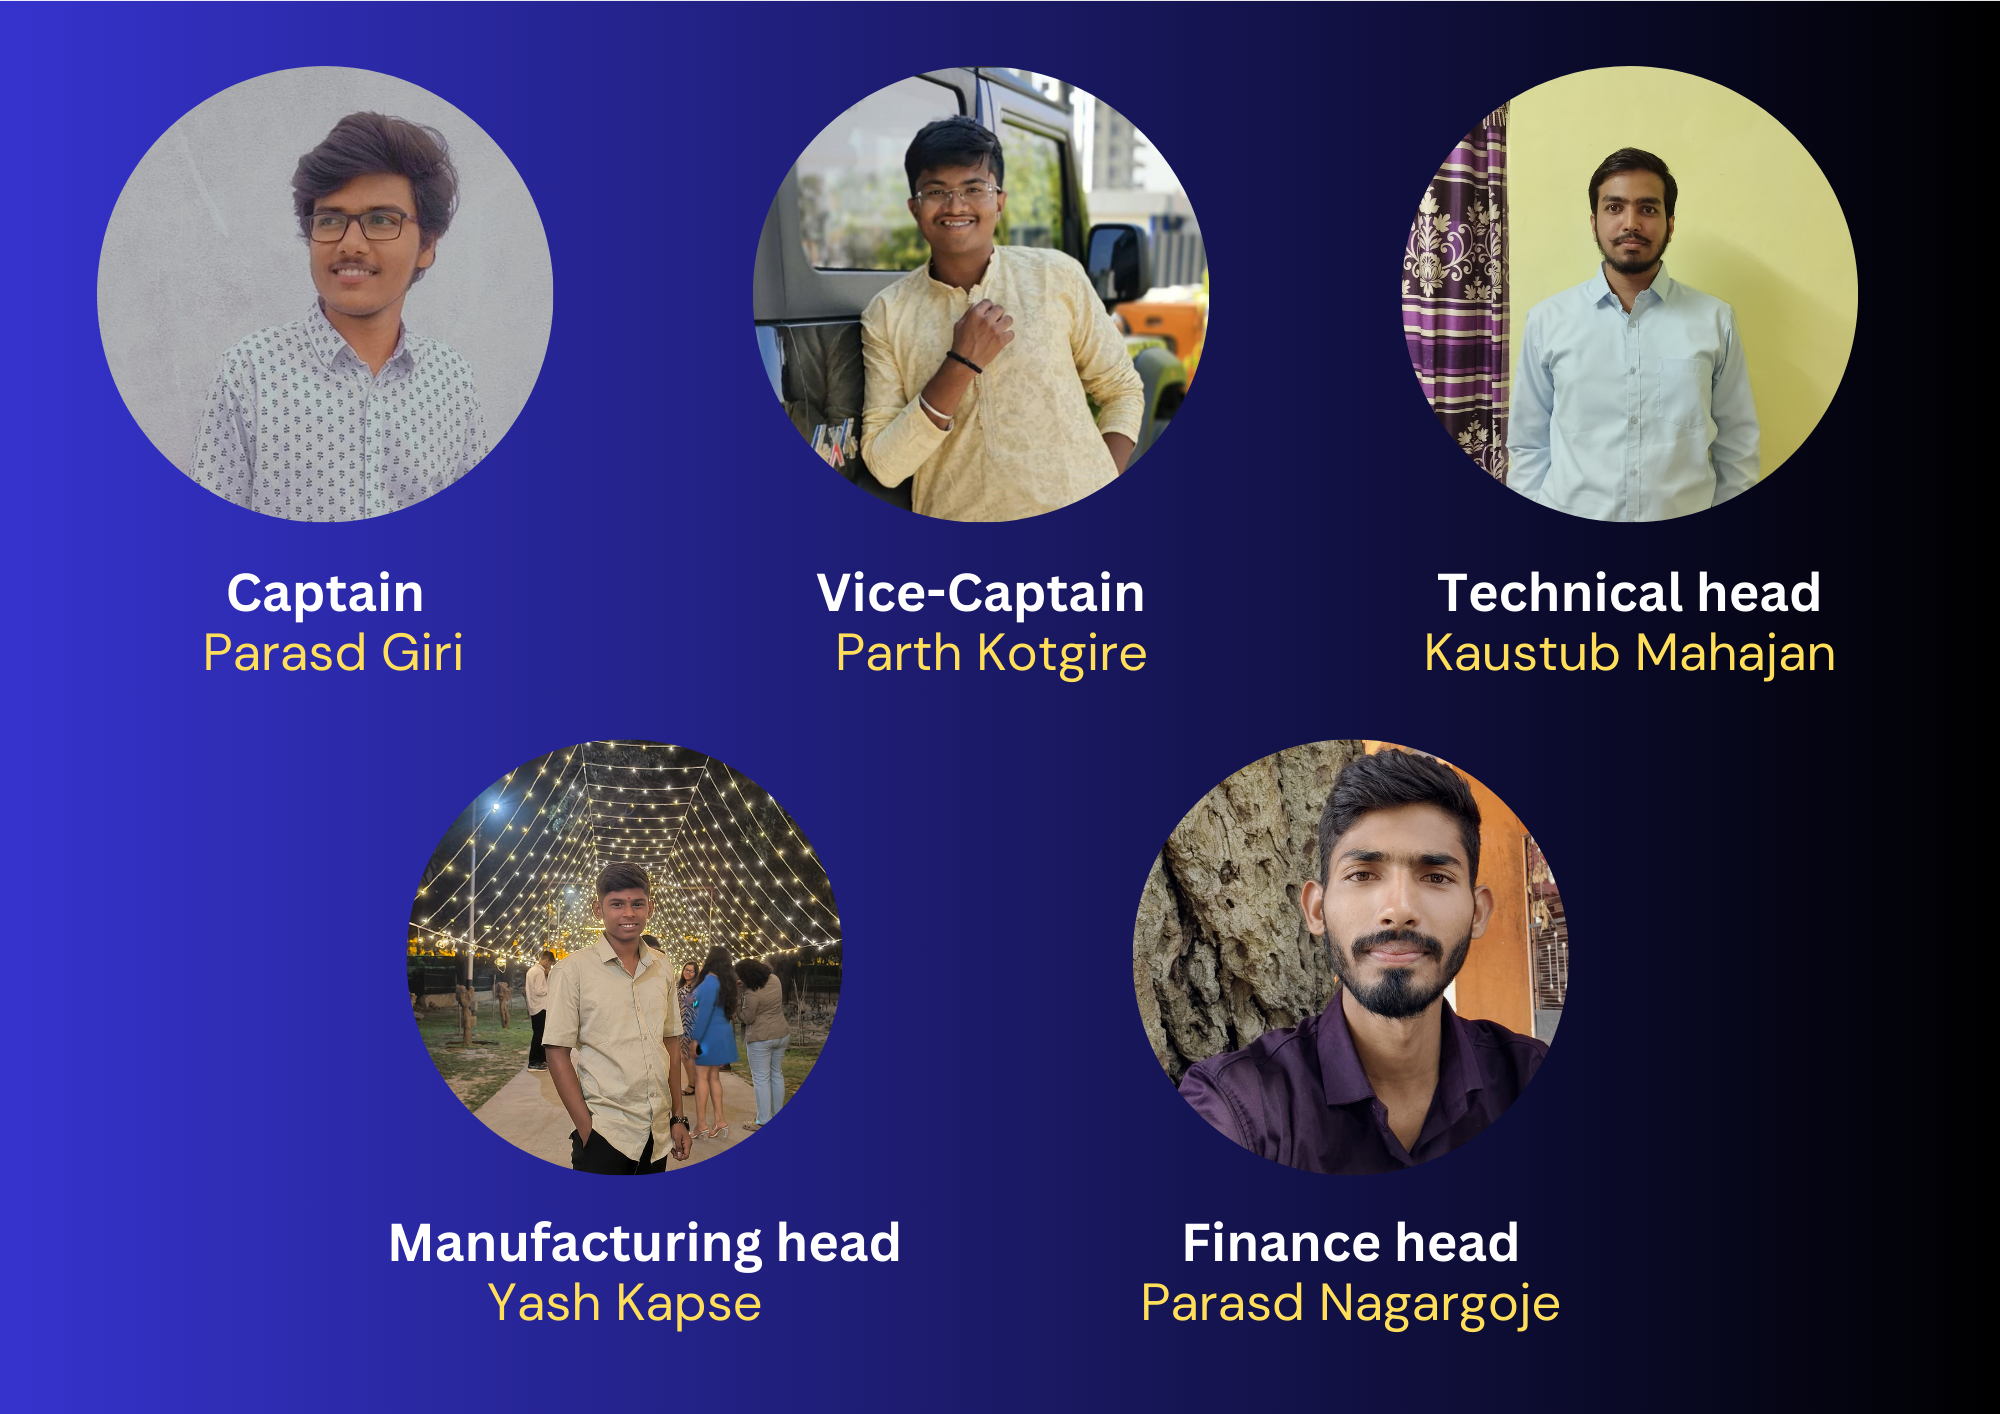 Captain
Parasd Giri
Vice-Captain
Parth Kotgire
Technical head
Kaustub Mahajan
Manufacturing head
Yash Kapse
Finance head
Parasd Nagargoje